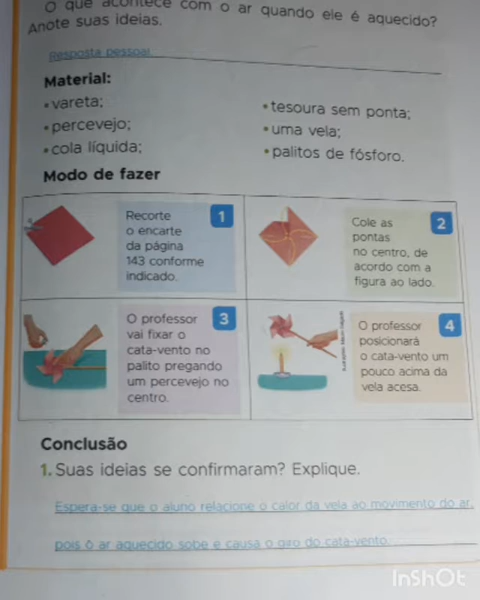 O que acontece com o ar quando ele é aquecido?
Anote suas ideias.
Resposta pessoal
Material:
• vareta;
• percevejo;
• cola líquida;
• tesoura sem ponta;
• uma vela;
• palitos de fósforo.
Modo de fazer
Recorte
o encarte
da página
143 conforme
indicado.
1
Cole as
pontas
no centro, de
acordo com a
figura ao lado.
2
O professor
vai fixar o
cata-vento no
palito pregando
um percevejo no
centro.
3
O professor
posicionará
o cata-vento um
pouco acima da
vela acesa.
4
Conclusão
1. Suas ideias se confirmaram? Explique.
Espera-se que o aluno relacione o calor da vela ao movimento do ar,
pois o ar aquecido sobe e causa o giro do cata-vento.
InShOt